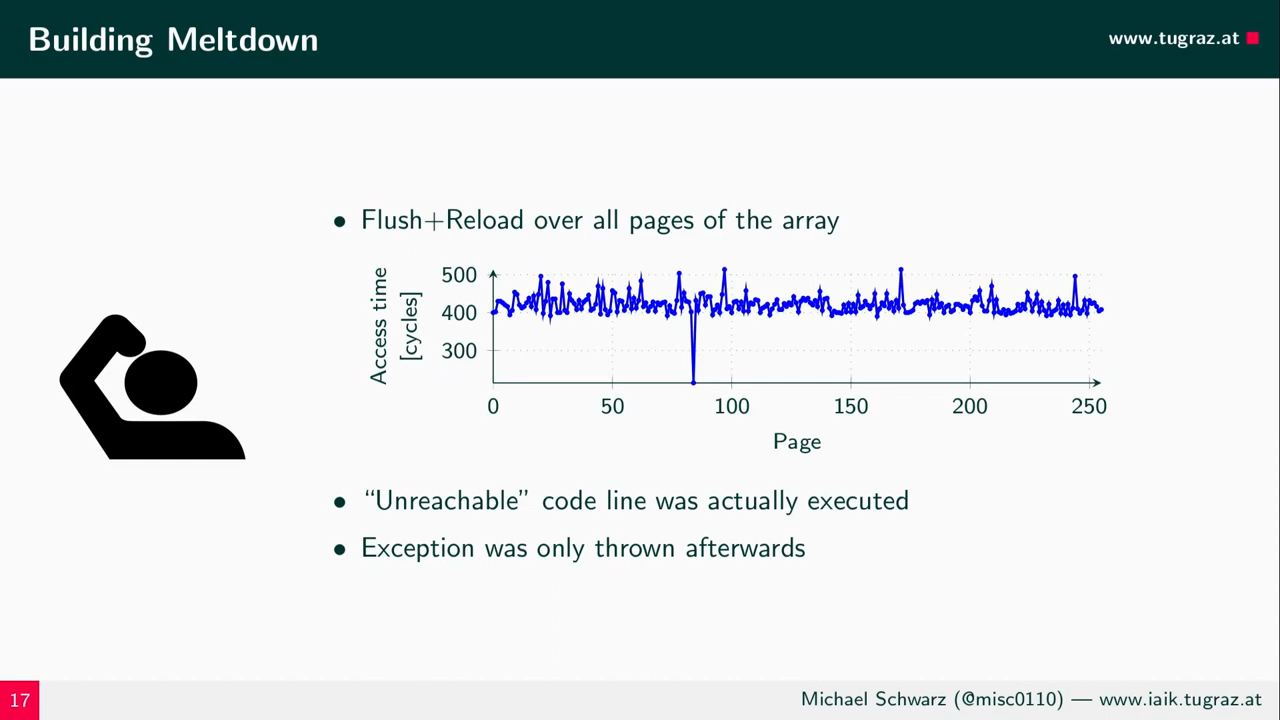 Building Meltdown
www.tugraz.at
• Flush+Reload over all pages of the array
Access time
[cycles]
500
400
300
0 50 100 150 200 250
Page
• “Unreachable” code line was actually executed
• Exception was only thrown afterwards
17
Michael Schwarz (@misc0110) — www.iaik.tugraz.at